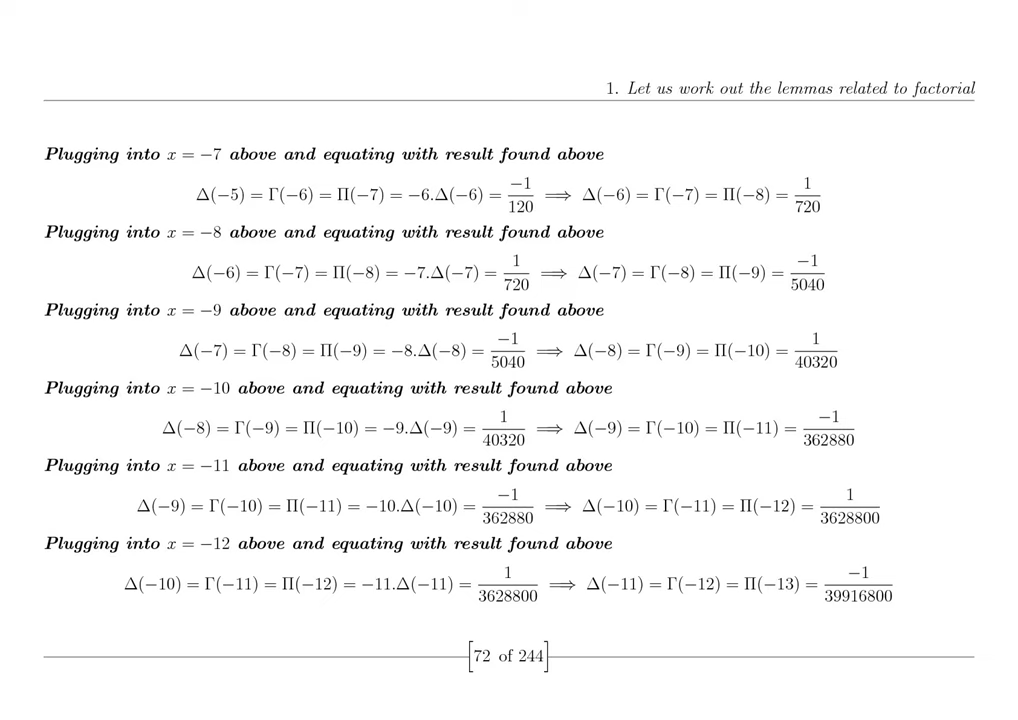 1. Let us work out the lemmas related to factorial
Plugging into x = −7 above and equating with result found above
Δ(−5) = Γ(−6) = Π(−7) = −6.Δ(−6) = −1/120 ⟹ Δ(−6) = Γ(−7) = Π(−8) = 1/720
Plugging into x = −8 above and equating with result found above
Δ(−6) = Γ(−7) = Π(−8) = −7.Δ(−7) = 1/720 ⟹ Δ(−7) = Γ(−8) = Π(−9) = −1/5040
Plugging into x = −9 above and equating with result found above
Δ(−7) = Γ(−8) = Π(−9) = −8.Δ(−8) = −1/5040 ⟹ Δ(−8) = Γ(−9) = Π(−10) = 1/40320
Plugging into x = −10 above and equating with result found above
Δ(−8) = Γ(−9) = Π(−10) = −9.Δ(−9) = 1/40320 ⟹ Δ(−9) = Γ(−10) = Π(−11) = −1/362880
Plugging into x = −11 above and equating with result found above
Δ(−9) = Γ(−10) = Π(−11) = −10.Δ(−10) = −1/362880 ⟹ Δ(−10) = Γ(−11) = Π(−12) = 1/3628800
Plugging into x = −12 above and equating with result found above
Δ(−10) = Γ(−11) = Π(−12) = −11.Δ(−11) = 1/3628800 ⟹ Δ(−11) = Γ(−12) = Π(−13) = −1/39916800
[72 of 244]